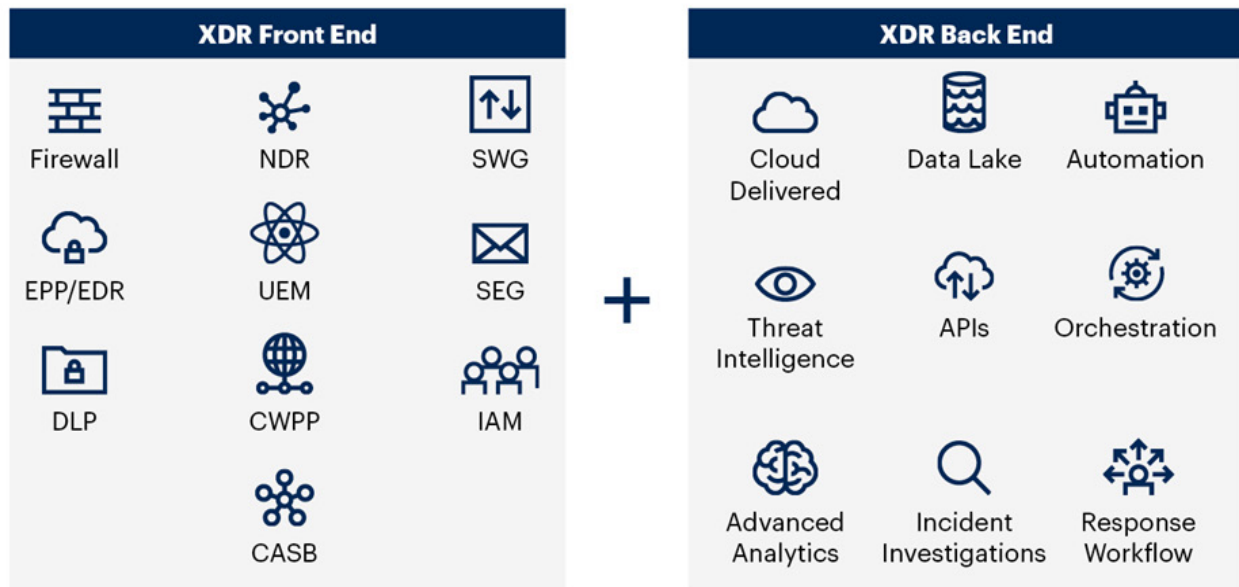 XDR Front End
Firewall
NDR
SWG
EPP/EDR
UEM
SEG
DLP
CWPP
IAM
CASB
+
XDR Back End
Cloud
Delivered
Data Lake
Automation
Threat
Intelligence
APIs
Orchestration
Advanced
Analytics
Incident
Investigations
Response
Workflow